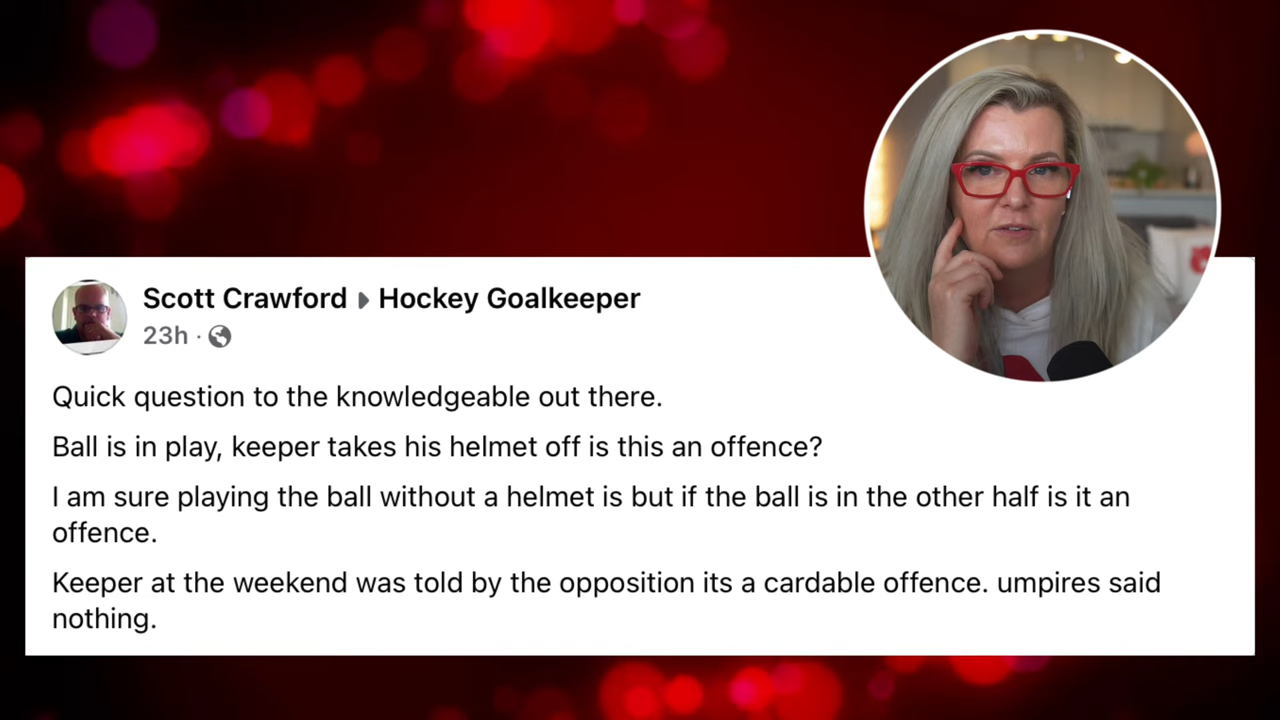 Scott Crawford Hockey Goalkeeper
23h ·
Quick question to the knowledgeable out there.
Ball is in play, keeper takes his helmet off is this an offence?
I am sure playing the ball without a helmet is but if the ball is in the other half is it an
offence.
Keeper at the weekend was told by the opposition its a cardable offence. umpires said
nothing.